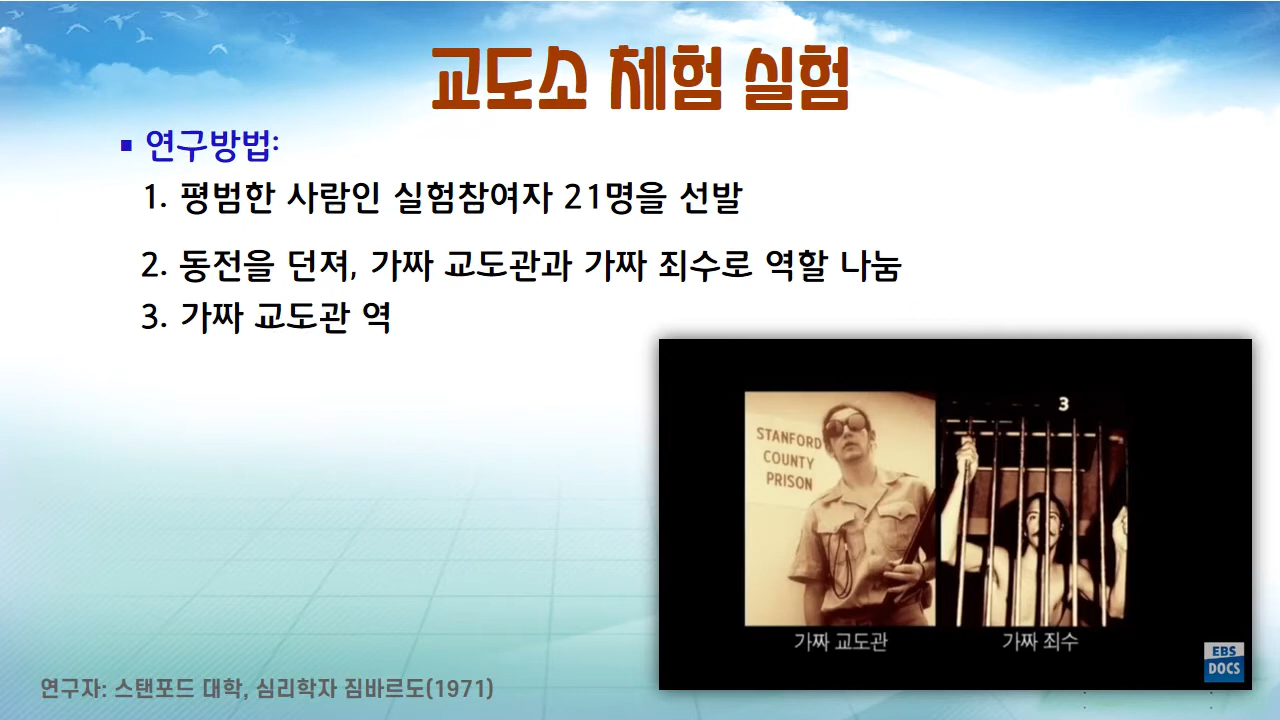 교도소 체험 실험
▪ 연구방법:
1. 평범한 사람인 실험참여자 21명을 선발
2. 동전을 던져, 가짜 교도관과 가짜 죄수로 역할 나눔
3. 가짜 교도관 역
3
STANFORD
COUNTY
PRISON
가짜 교도관
가짜 죄수
EBS
DOCS
연구자: 스탠포드 대학, 심리학자 짐바르도(1971)